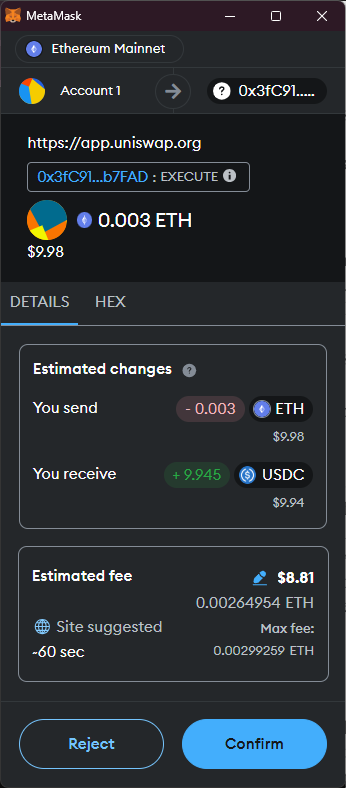 MetaMask
Ethereum Mainnet
Account 1
? 0x3fC91.....
https://app.uniswap.org
0x3fC91...b7FAD : EXECUTE
0.003 ETH
$9.98
DETAILS HEX
Estimated changes ?
You send - 0.003 ETH
$9.98
You receive + 9.945 USDC
$9.94
Estimated fee $8.81
0.00264954 ETH
Site suggested Max fee:
~60 sec 0.00299259 ETH
Reject Confirm